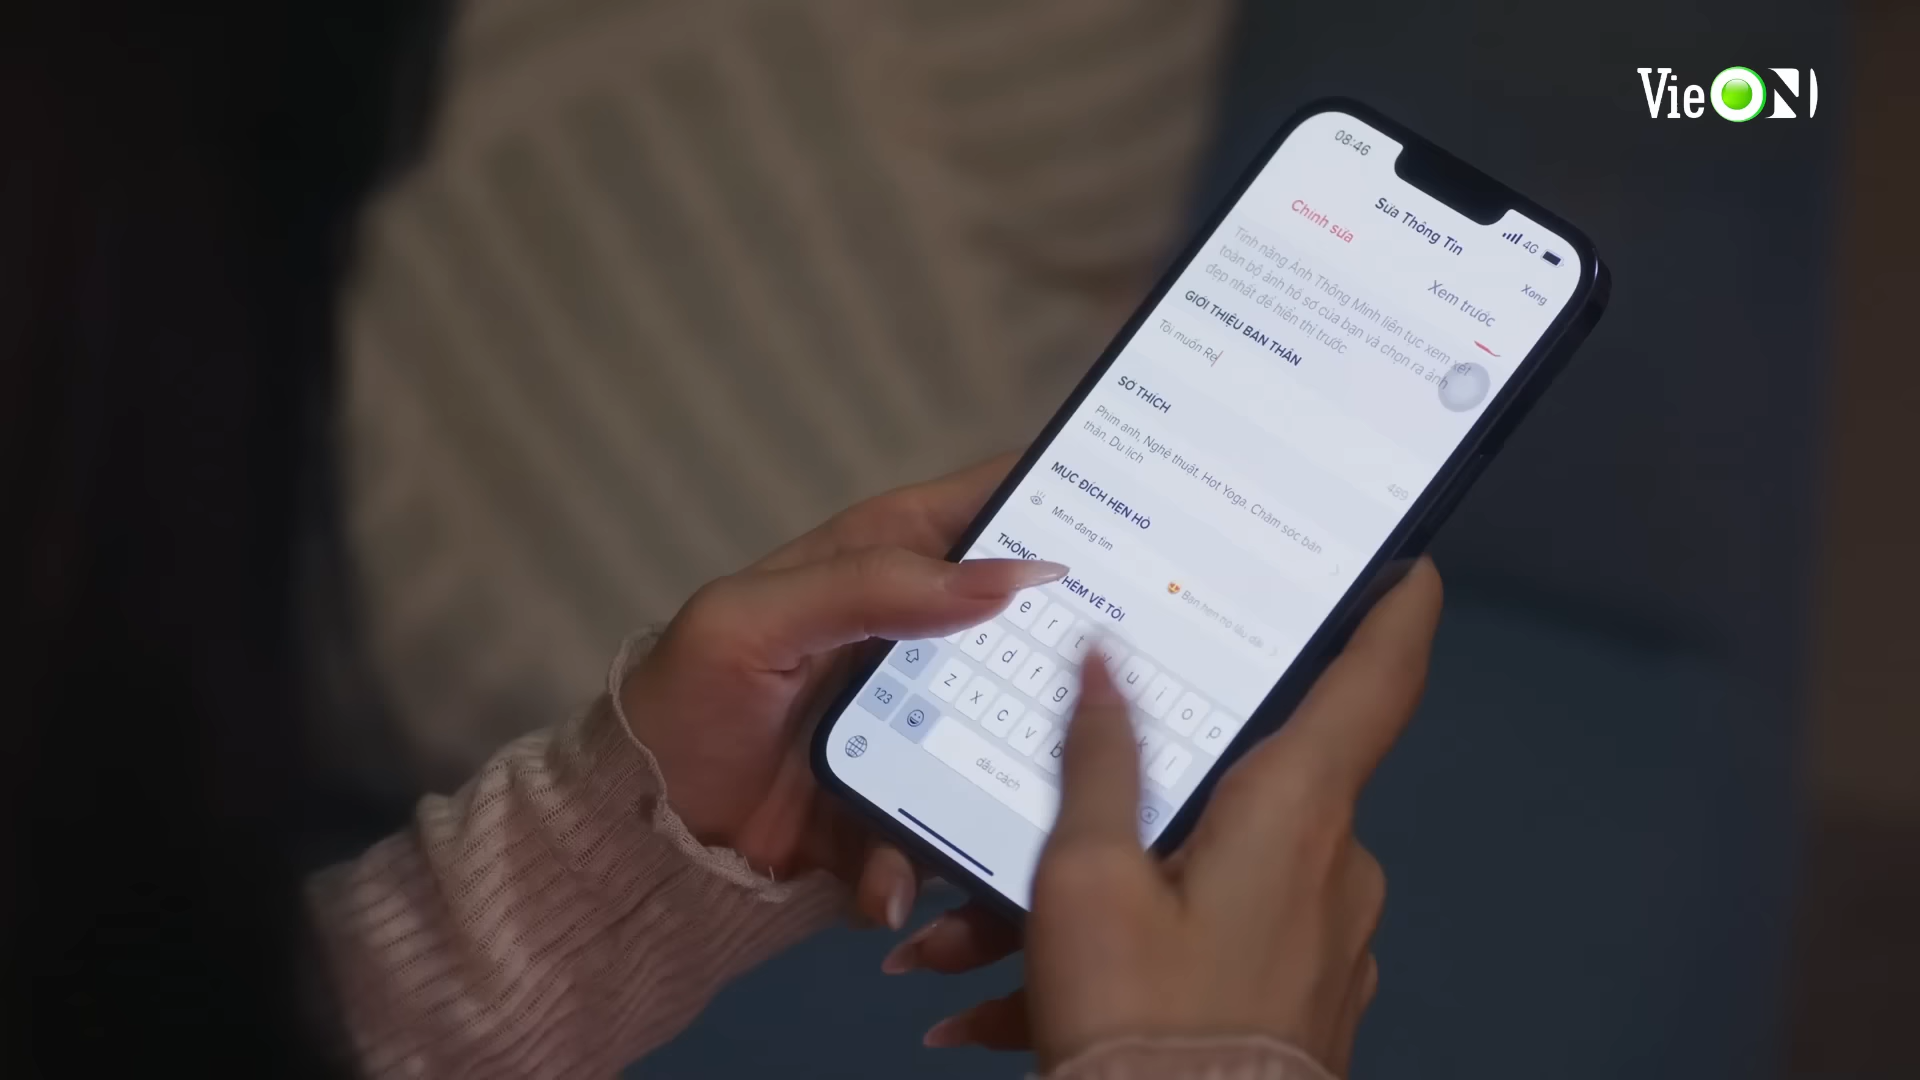 VieON
08:46
4G
Sửa Thông Tin
Xong
Chỉnh sửa
Xem trước
Tính năng Ảnh Thông Minh liên tục xem xét
toàn bộ ảnh hồ sơ của bạn và chọn ra ảnh
đẹp nhất để hiển thị trước
GIỚI THIỆU BẢN THÂN
Tôi muốn Re
489
SỞ THÍCH
Phim ảnh, Nghệ thuật, Hot Yoga, Chăm sóc bản
thân, Du lịch
MỤC ĐÍCH HẸN HÒ
Mình đang tìm
Bạn hẹn hò lâu dài
THÔNG HÊM VỀ TÔI
e r t y u i o p
s d f g k l
z x c v b
123
dấu cách